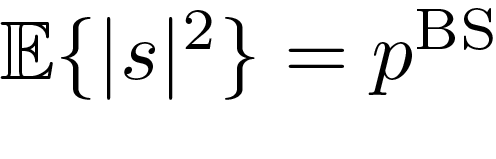 𝔼{|s|² } = p^BS